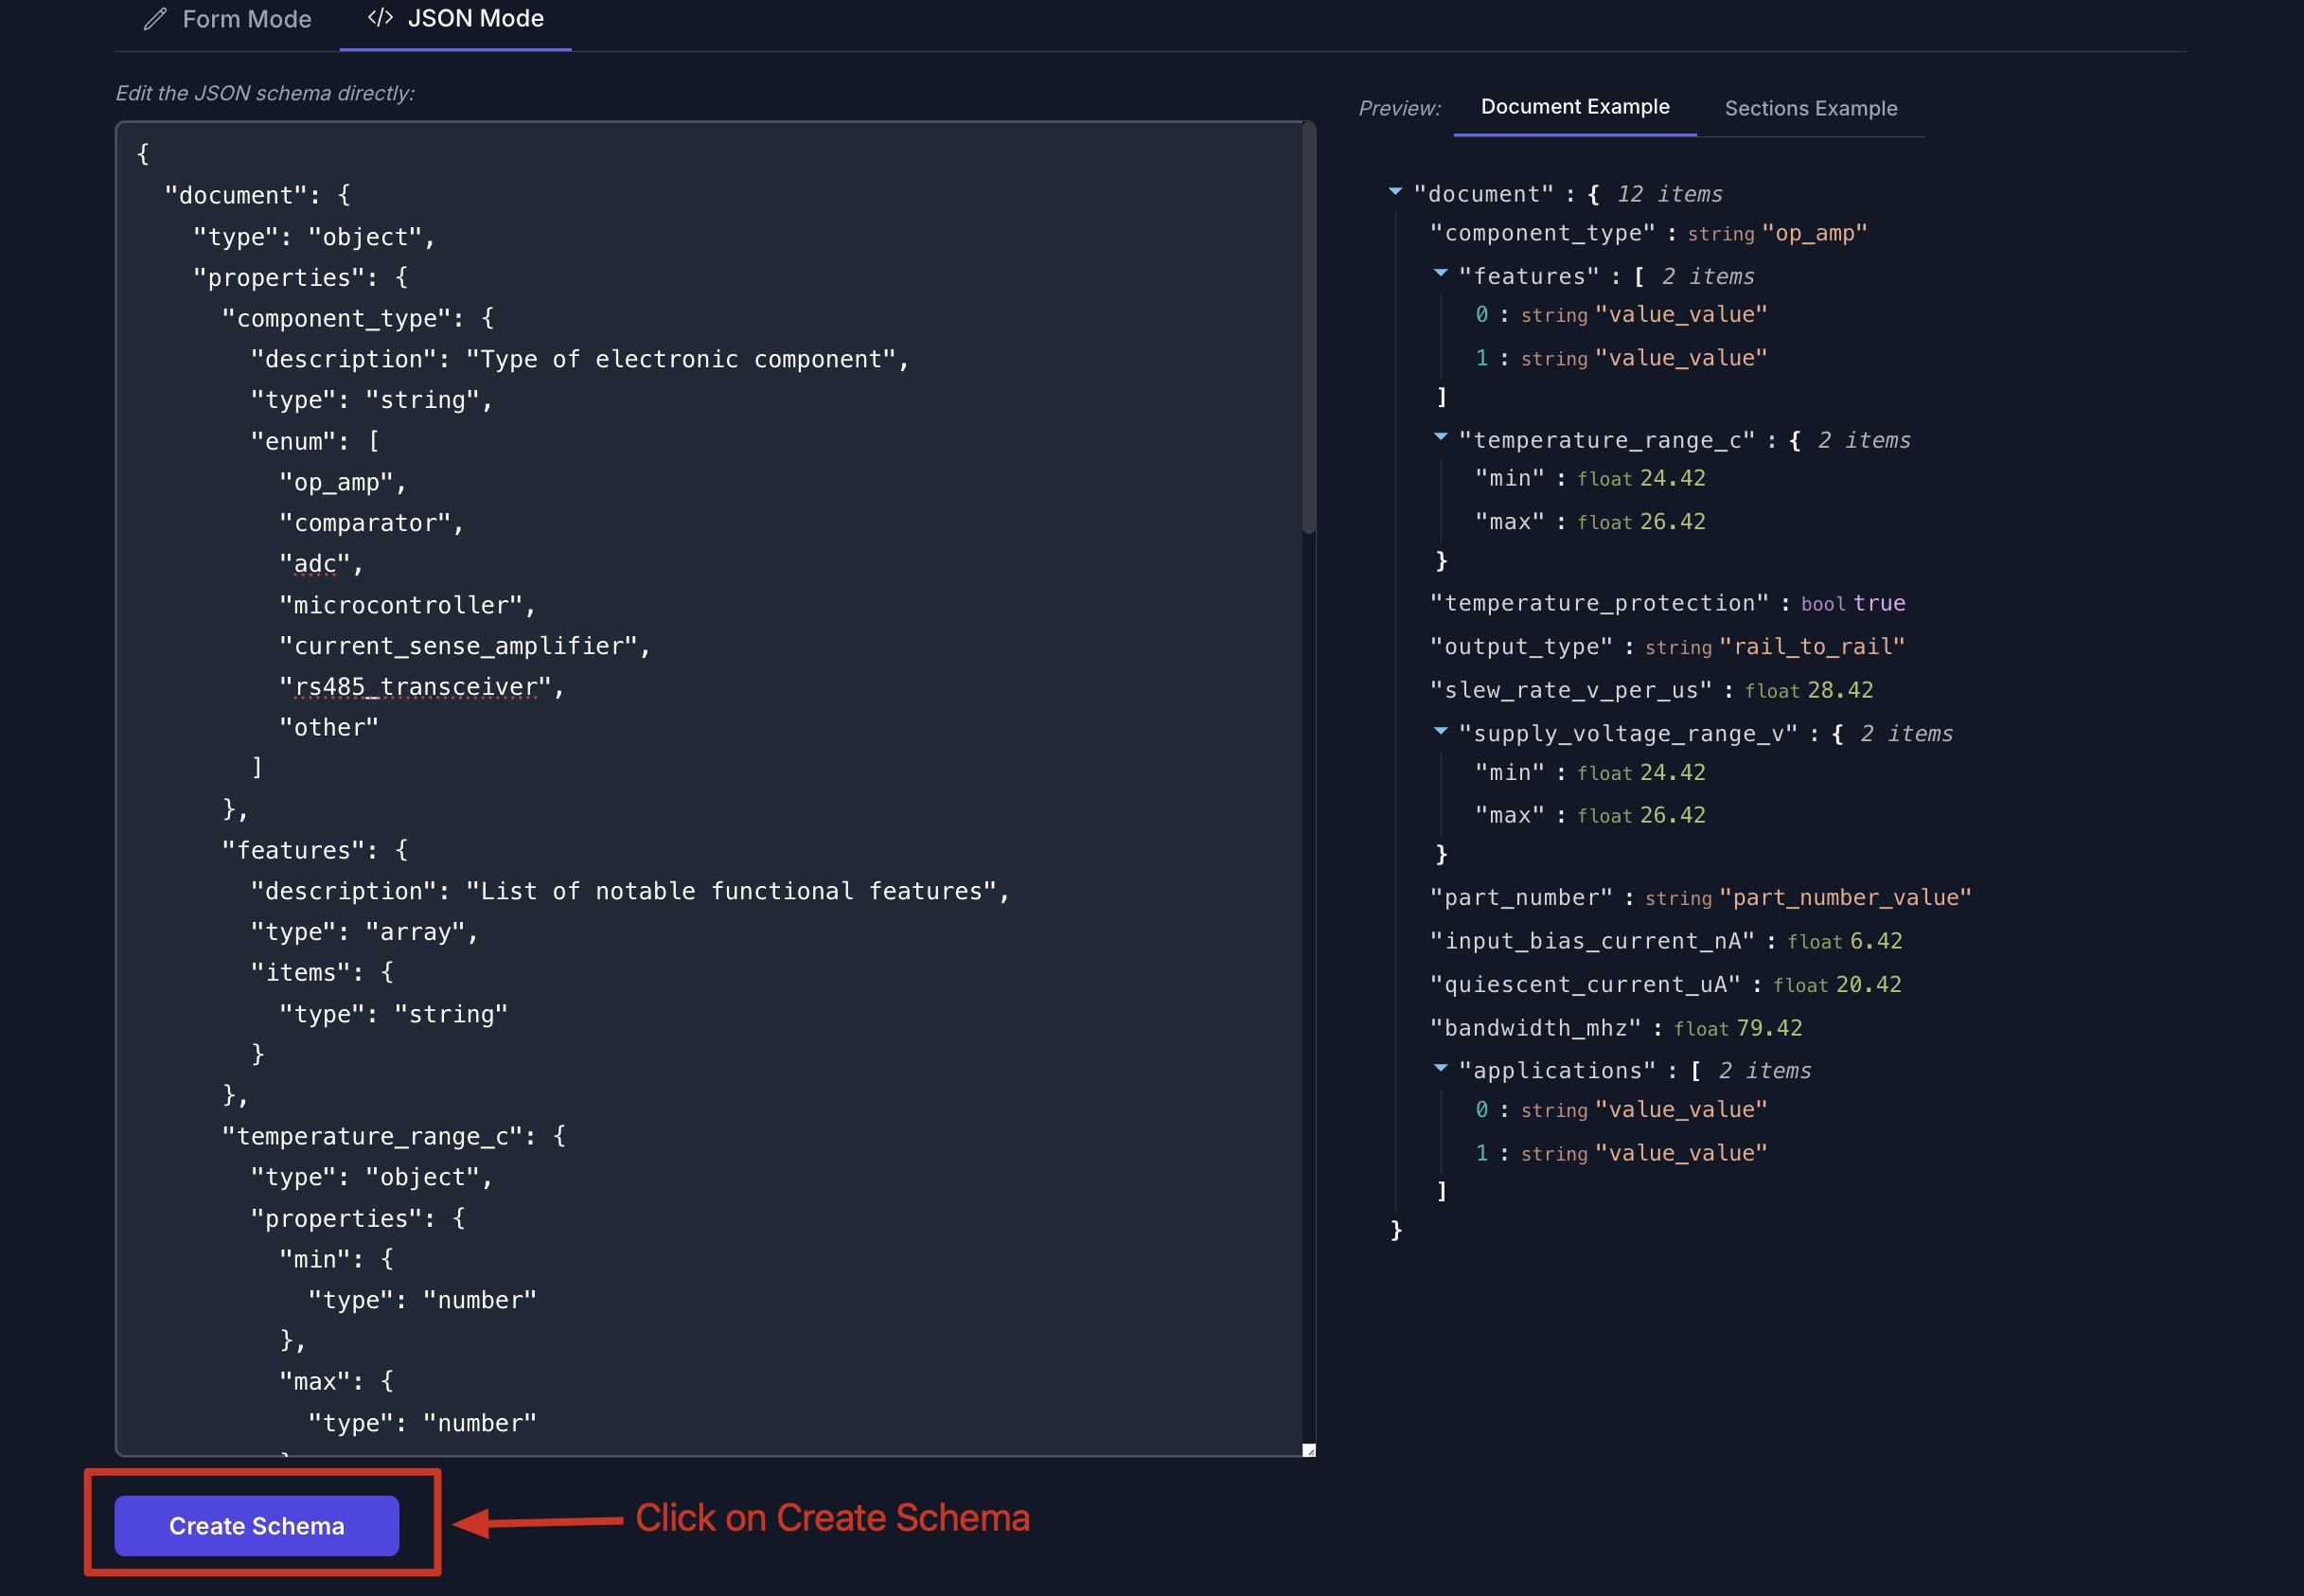 Form Mode
</> JSON Mode
Edit the JSON schema directly:
{
"document": {
"type": "object",
"properties": {
"component_type": {
"description": "Type of electronic component",
"type": "string",
"enum": [
"op_amp",
"comparator",
"adc",
"microcontroller",
"current_sense_amplifier",
"rs485_transceiver",
"other"
]
},
"features": {
"description": "List of notable functional features",
"type": "array",
"items": {
"type": "string"
}
},
"temperature_range_c": {
"type": "object",
"properties": {
"min": {
"type": "number"
},
"max": {
"type": "number"
Create Schema
Click on Create Schema
Preview:
Document Example
Sections Example
"document" : { 12 items
"component_type" : string "op_amp"
"features" : [ 2 items
0 : string "value_value"
1 : string "value_value"
]
"temperature_range_c" : { 2 items
"min" : float 24.42
"max" : float 26.42
}
"temperature_protection" : bool true
"output_type" : string "rail_to_rail"
"slew_rate_v_per_us" : float 28.42
"supply_voltage_range_v" : { 2 items
"min" : float 24.42
"max" : float 26.42
}
"part_number" : string "part_number_value"
"input_bias_current_nA" : float 6.42
"quiescent_current_uA" : float 20.42
"bandwidth_mhz" : float 79.42
"applications" : [ 2 items
0 : string "value_value"
1 : string "value_value"
]
}